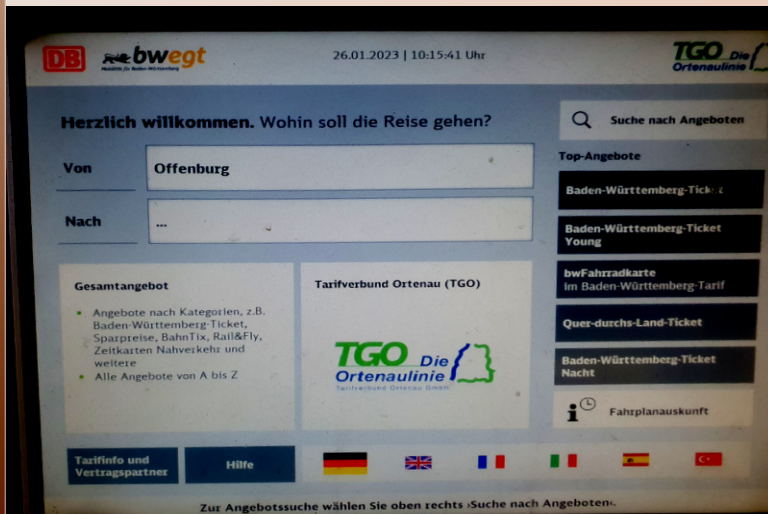 DB
bwegt
Mobilität für Baden-Württemberg
26.01.2023 | 10:15:41 Uhr
TGO Die
Ortenaulinie
Herzlich willkommen. Wohin soll die Reise gehen?
Suche nach Angeboten
Von
Offenburg
Nach
...
Top-Angebote
Baden-Württemberg-Ticket
Baden-Württemberg-Ticket
Young
bwFahrradkarte
Im Baden-Württemberg-Tarif
Quer-durchs-Land-Ticket
Baden-Württemberg-Ticket
Nacht
Fahrplanauskunft
Gesamtangebot
Angebote nach Kategorien, z.B.
Baden-Württemberg-Ticket,
Sparpreise, BahnTix, Rail&Fly,
Zeitkarten Nahverkehr und
weitere
Alle Angebote von A bis Z
Tarifverbund Ortenau (TGO)
TGO Die
Ortenaulinie
Tarifverbund Ortenau GmbH
Tarifinfo und
Vertragspartner
Hilfe
Zur Angebotssuche wählen Sie oben rechts ›Suche nach Angeboten‹.